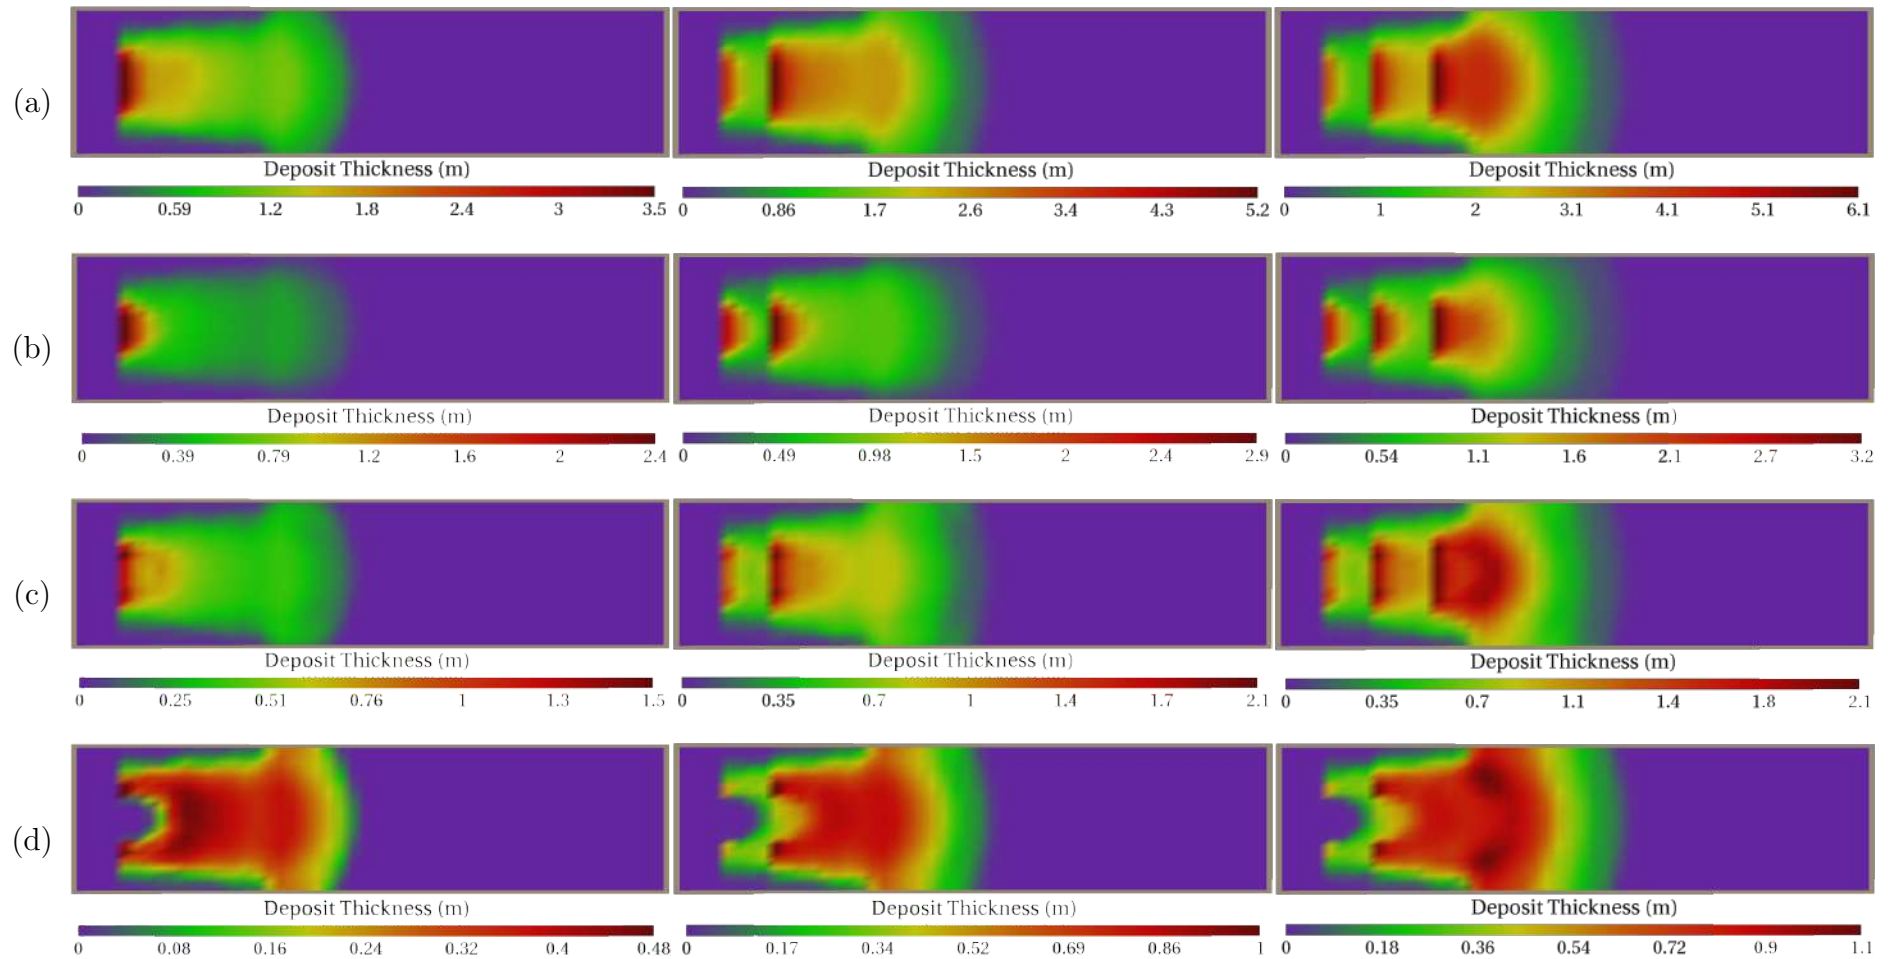 (a)
Deposit Thickness (m) Deposit Thickness (m) Deposit Thickness (m)
0 0.59 1.2 1.8 2.4 3 3.5 0 0.86 1.7 2.6 3.4 4.3 5.2 0 1 2 3.1 4.1 5.1 6.1
(b)
Deposit Thickness (m) Deposit Thickness (m) Deposit Thickness (m)
0 0.39 0.79 1.2 1.6 2 2.4 0 0.49 0.98 1.5 2 2.4 2.9 0 0.54 1.1 1.6 2.1 2.7 3.2
(c)
Deposit Thickness (m) Deposit Thickness (m) Deposit Thickness (m)
0 0.25 0.51 0.76 1 1.3 1.5 0 0.35 0.7 1 1.4 1.7 2.1 0 0.35 0.7 1.1 1.4 1.8 2.1
(d)
Deposit Thickness (m) Deposit Thickness (m) Deposit Thickness (m)
0 0.08 0.16 0.24 0.32 0.4 0.48 0 0.17 0.34 0.52 0.69 0.86 1 0 0.18 0.36 0.54 0.72 0.9 1.1